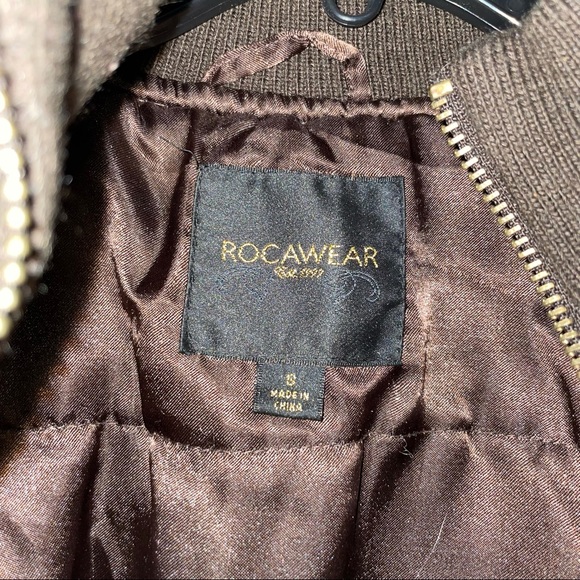 ROCAWEAR
Est. 1999
S
MADE IN
CHINA